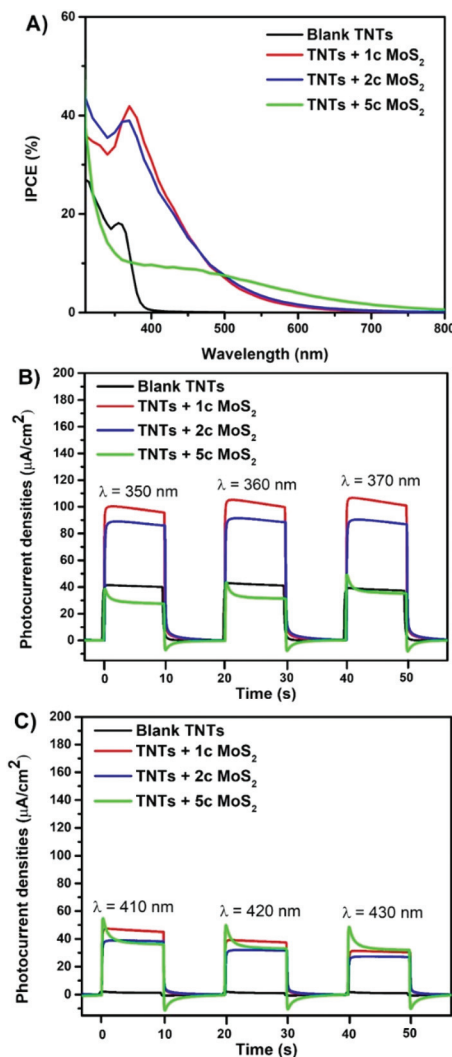 A)
Blank TNTs
TNTs + 1c MoS₂
TNTs + 2c MoS₂
TNTs + 5c MoS₂
60
40
20
0
IPCE (%)
400 500 600 700 800
Wavelength (nm)
B)
Blank TNTs
TNTs + 1c MoS₂
TNTs + 2c MoS₂
TNTs + 5c MoS₂
λ = 350 nm λ = 360 nm λ = 370 nm
200
180
160
140
120
100
80
60
40
20
0
Photocurrent densities (μA/cm²)
0 10 20 30 40 50
Time (s)
C)
Blank TNTs
TNTs + 1c MoS₂
TNTs + 2c MoS₂
TNTs + 5c MoS₂
λ = 410 nm λ = 420 nm λ = 430 nm
200
180
160
140
120
100
80
60
40
20
0
Photocurrent densities (μA/cm²)
0 10 20 30 40 50
Time (s)